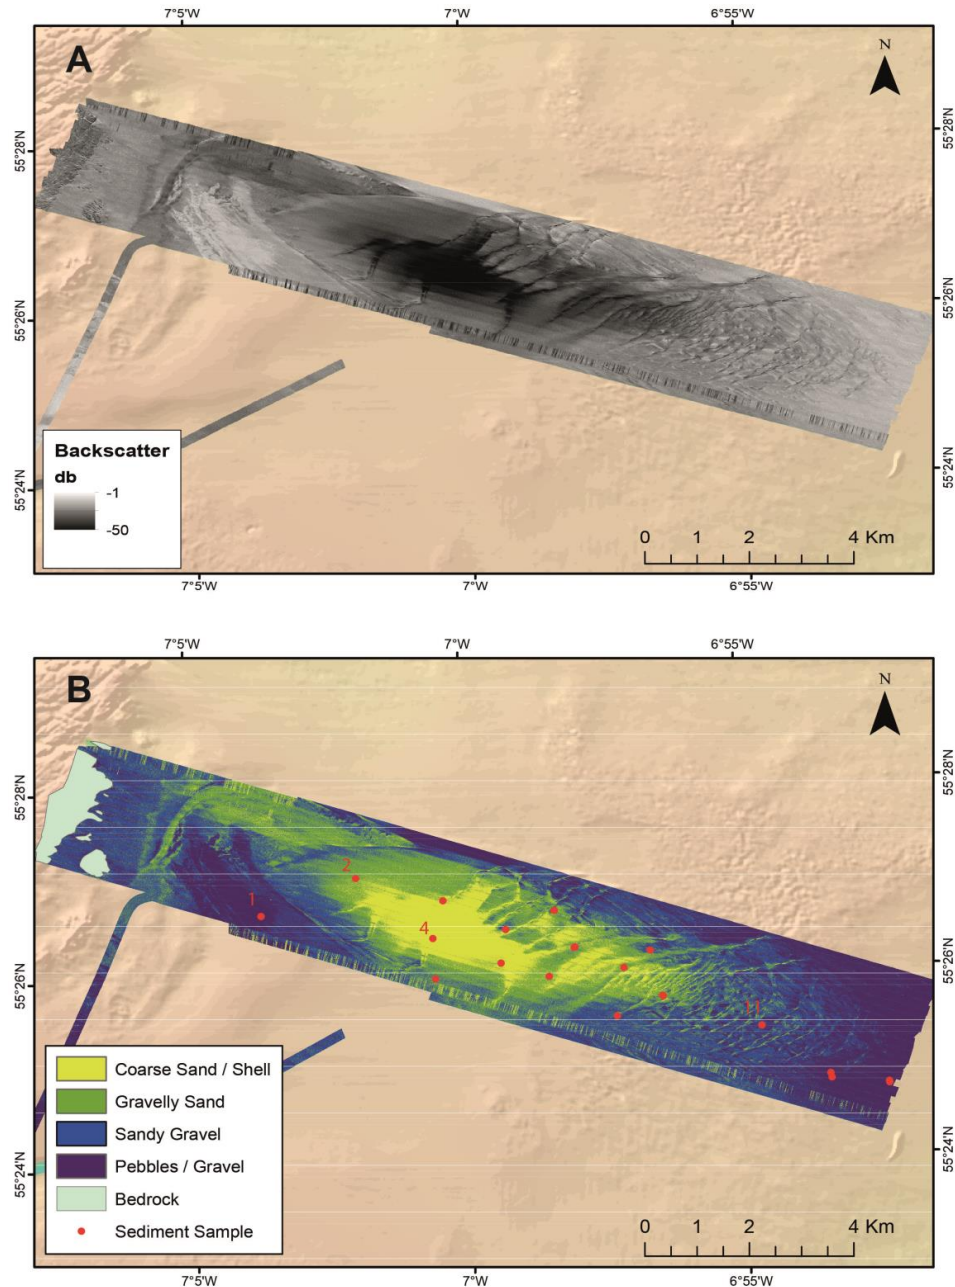 7°5'W 7°W 6°55'W
A
N
55°28'N 55°28'N
55°26'N 55°26'N
55°24'N 55°24'N
Backscatter
db
-1
-50
0 1 2 4 Km
7°5'W 7°W 6°55'W
7°5'W 7°W 6°55'W
B
N
55°28'N 55°28'N
2
1
4
55°26'N 55°26'N
11
55°24'N 55°24'N
Coarse Sand / Shell
Gravelly Sand
Sandy Gravel
Pebbles / Gravel
Bedrock
Sediment Sample
0 1 2 4 Km
7°5'W 7°W 6°55'W